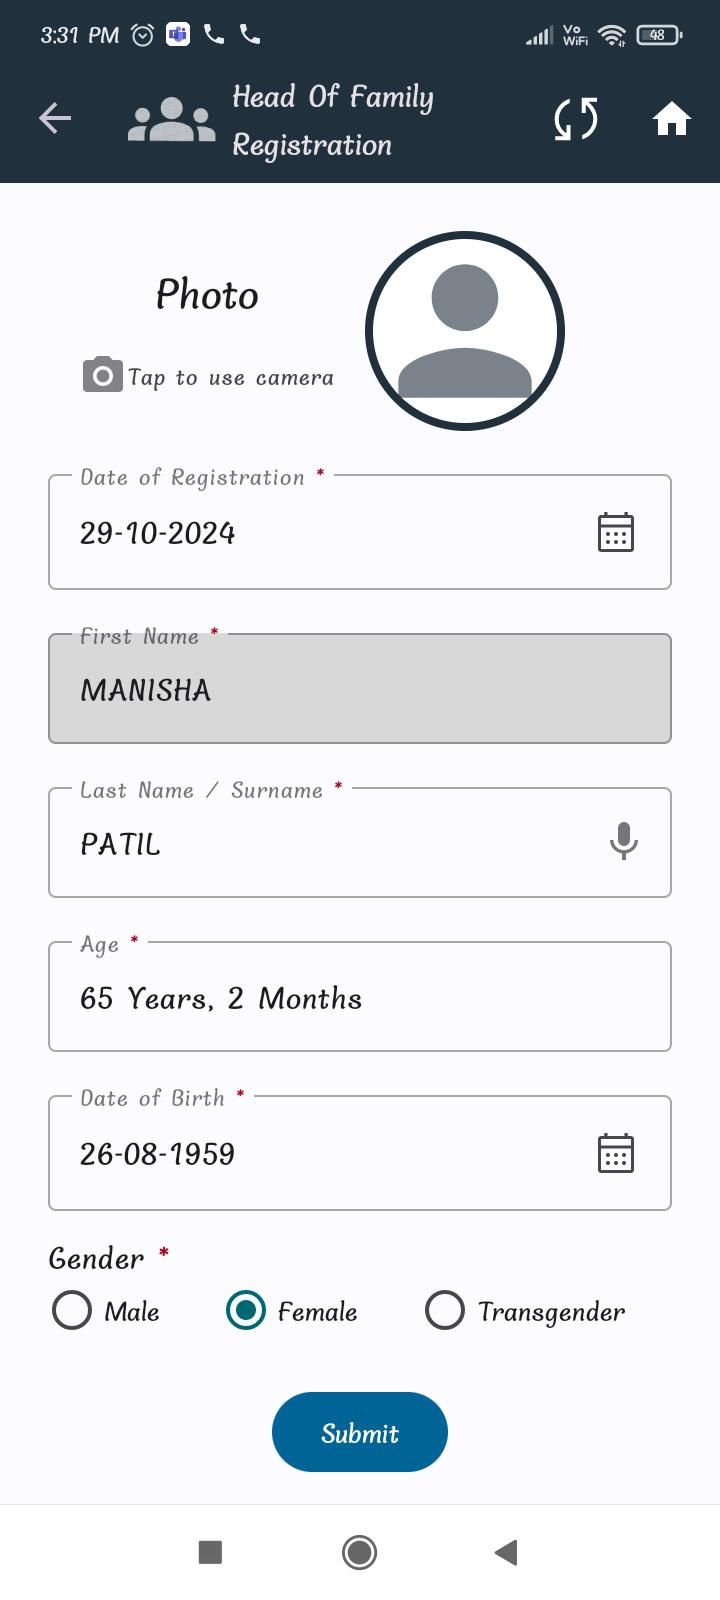 3:31 PM
Vo
WiFi
48
Head Of Family
Registration
Photo
Tap to use camera
Date of Registration *
29-10-2024
First Name *
MANISHA
Last Name / Surname *
PATIL
Age *
65 Years, 2 Months
Date of Birth *
26-08-1959
Gender *
Male Female Transgender
Submit